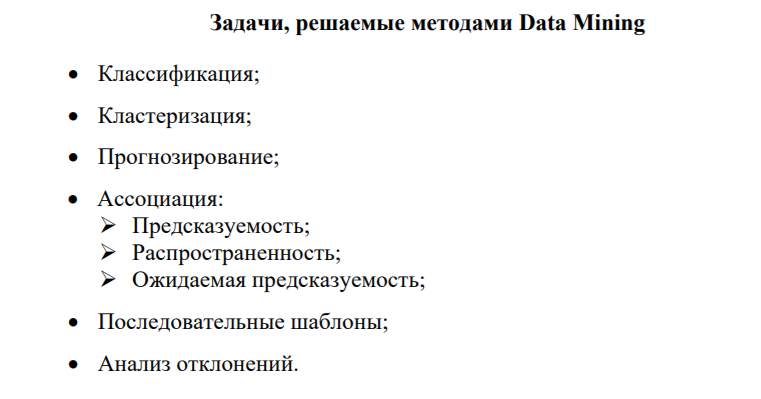 Задачи, решаемые методами Data Mining
• Классификация;
• Кластеризация;
• Прогнозирование;
• Ассоциация:
➢ Предсказуемость;
➢ Распространенность;
➢ Ожидаемая предсказуемость;
• Последовательные шаблоны;
• Анализ отклонений.